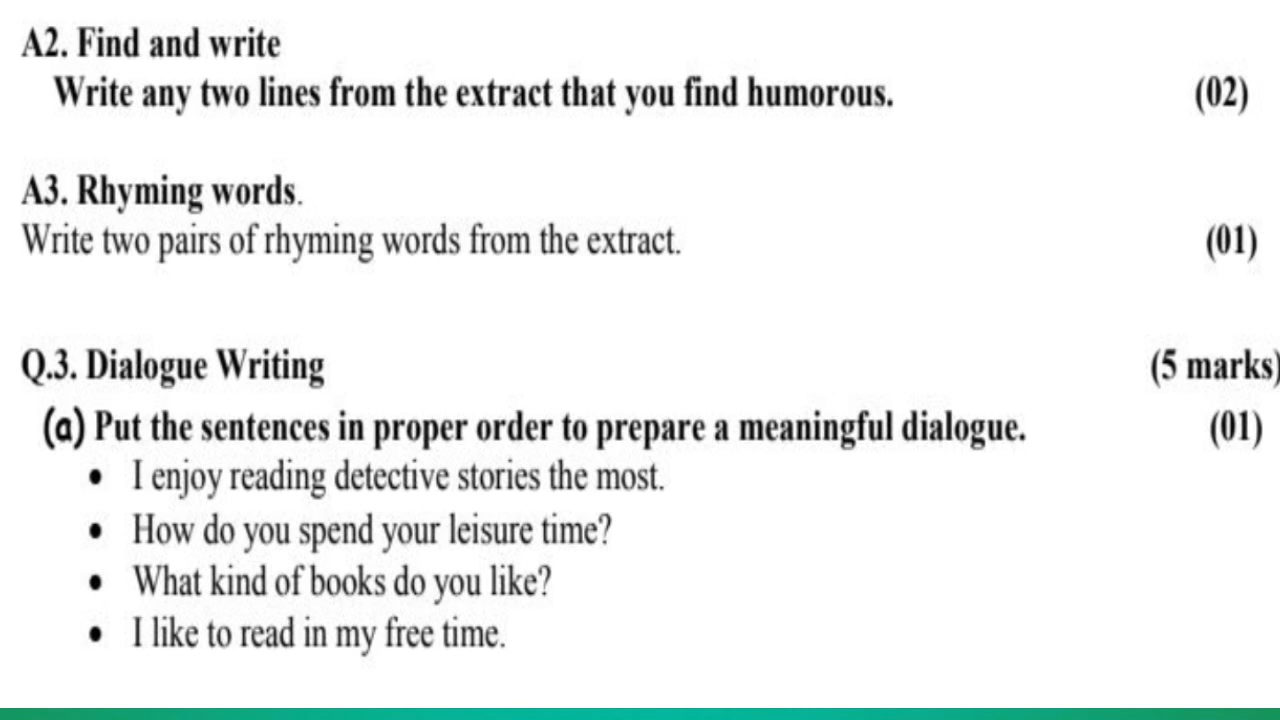 A2. Find and write
Write any two lines from the extract that you find humorous. (02)
A3. Rhyming words.
Write two pairs of rhyming words from the extract. (01)
Q.3. Dialogue Writing (5 marks)
(a) Put the sentences in proper order to prepare a meaningful dialogue. (01)
• I enjoy reading detective stories the most.
• How do you spend your leisure time?
• What kind of books do you like?
• I like to read in my free time.